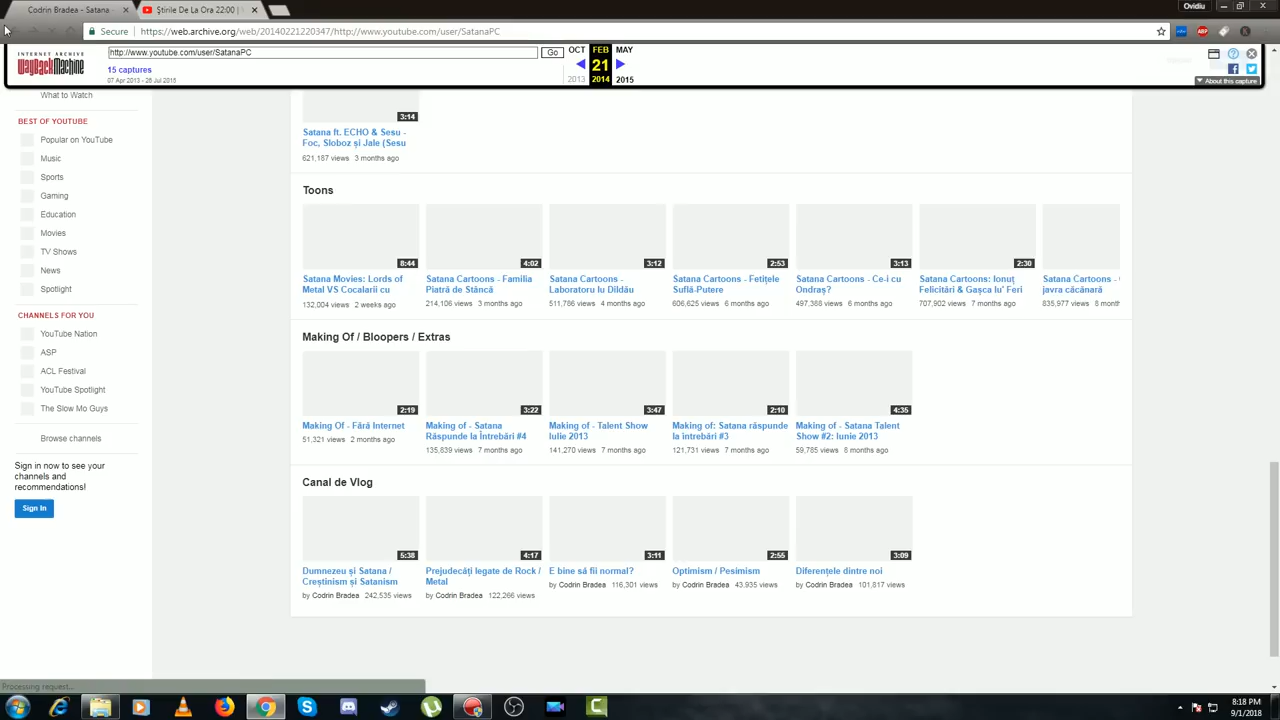 Codrin Bradea - Satana
Știrile De La Ora 22:00 |
Ovidiu
Secure
https://web.archive.org/web/20140221220347/http://www.youtube.com/user/SatanaPC
INTERNET ARCHIVE
WayBackMachine
http://www.youtube.com/user/SatanaPC
Go
OCT FEB MAY
21
2013 2014 2015
15 captures
07 Apr 2013 - 26 Jul 2015
About this capture
What to Watch
BEST OF YOUTUBE
Popular on YouTube
Music
Sports
Gaming
Education
Movies
TV Shows
News
Spotlight
CHANNELS FOR YOU
YouTube Nation
ASP
ACL Festival
YouTube Spotlight
The Slow Mo Guys
Browse channels
Sign in now to see your
channels and
recommendations!
Sign In
3:14
Satana ft. ECHO & Sesu -
Foc, Sloboz și Jale (Sesu
621,187 views 3 months ago
Toons
8:44
Satana Movies: Lords of
Metal VS Cocalarii cu
132,004 views 2 weeks ago
4:02
Satana Cartoons - Familia
Piatră de Stâncă
214,106 views 3 months ago
3:12
Satana Cartoons -
Laboratoru lu Dildău
511,786 views 4 months ago
2:53
Satana Cartoons - Fetițele
Suflă-Putere
606,625 views 6 months ago
3:13
Satana Cartoons - Ce-i cu
Ondraș?
497,388 views 6 months ago
2:30
Satana Cartoons: Ionuț
Felicitări & Gașca lu' Feri
707,902 views 7 months ago
Satana Cartoons -
javra căcănară
835,977 views 8 month
Making Of / Bloopers / Extras
2:19
Making Of - Fără Internet
51,321 views 2 months ago
3:22
Making of - Satana
Răspunde la Întrebări #4
135,839 views 7 months ago
3:47
Making of - Talent Show
Iulie 2013
141,270 views 7 months ago
2:10
Making of: Satana răspunde
la întrebări #3
121,731 views 7 months ago
4:35
Making of - Satana Talent
Show #2: Iunie 2013
59,785 views 8 months ago
Canal de Vlog
5:38
Dumnezeu și Satana /
Creștinism și Satanism
by Codrin Bradea 242,535 views
4:17
Prejudecăți legate de Rock /
Metal
by Codrin Bradea 122,266 views
3:11
E bine să fii normal?
by Codrin Bradea 116,301 views
2:55
Optimism / Pesimism
by Codrin Bradea 43,935 views
3:09
Diferențele dintre noi
by Codrin Bradea 101,817 views
Processing request...
8:18 PM
9/1/2018